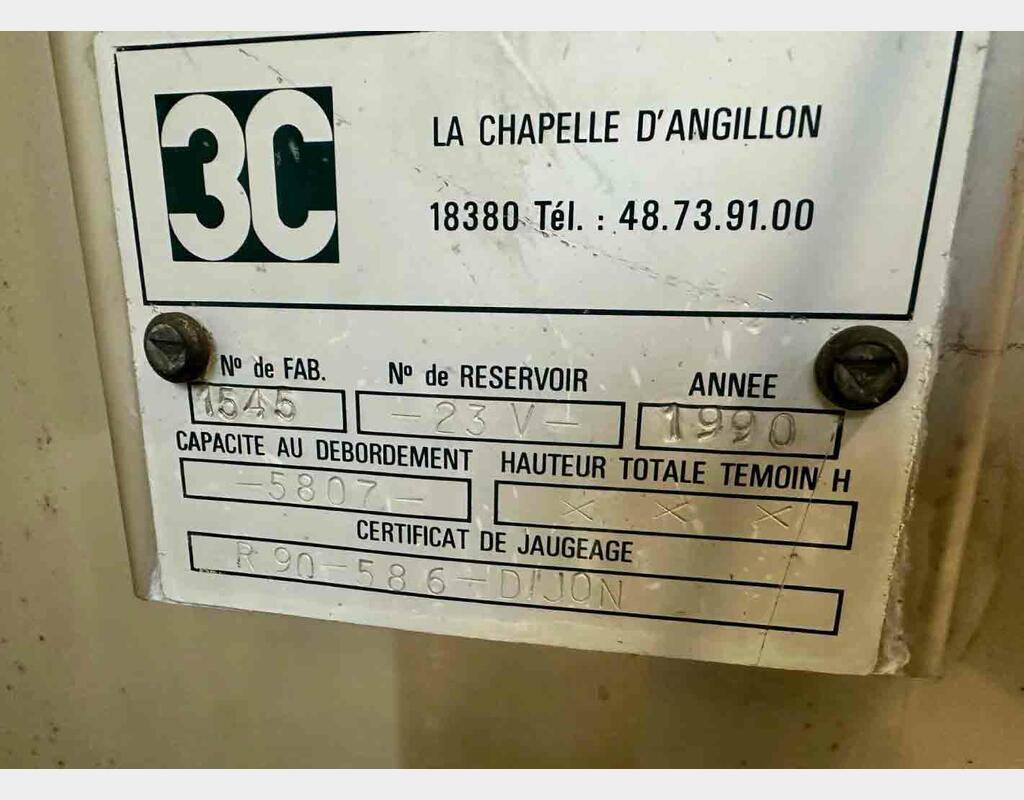 3C
LA CHAPELLE D'ANGILLON
18380 Tél. : 48.73.91.00
Nº de FAB. Nº de RESERVOIR ANNEE
1545 -23 V- 1990
CAPACITE AU DEBORDEMENT HAUTEUR TOTALE TEMOIN H
-5807- X X X
CERTIFICAT DE JAUGEAGE
R 90-586-DIJON